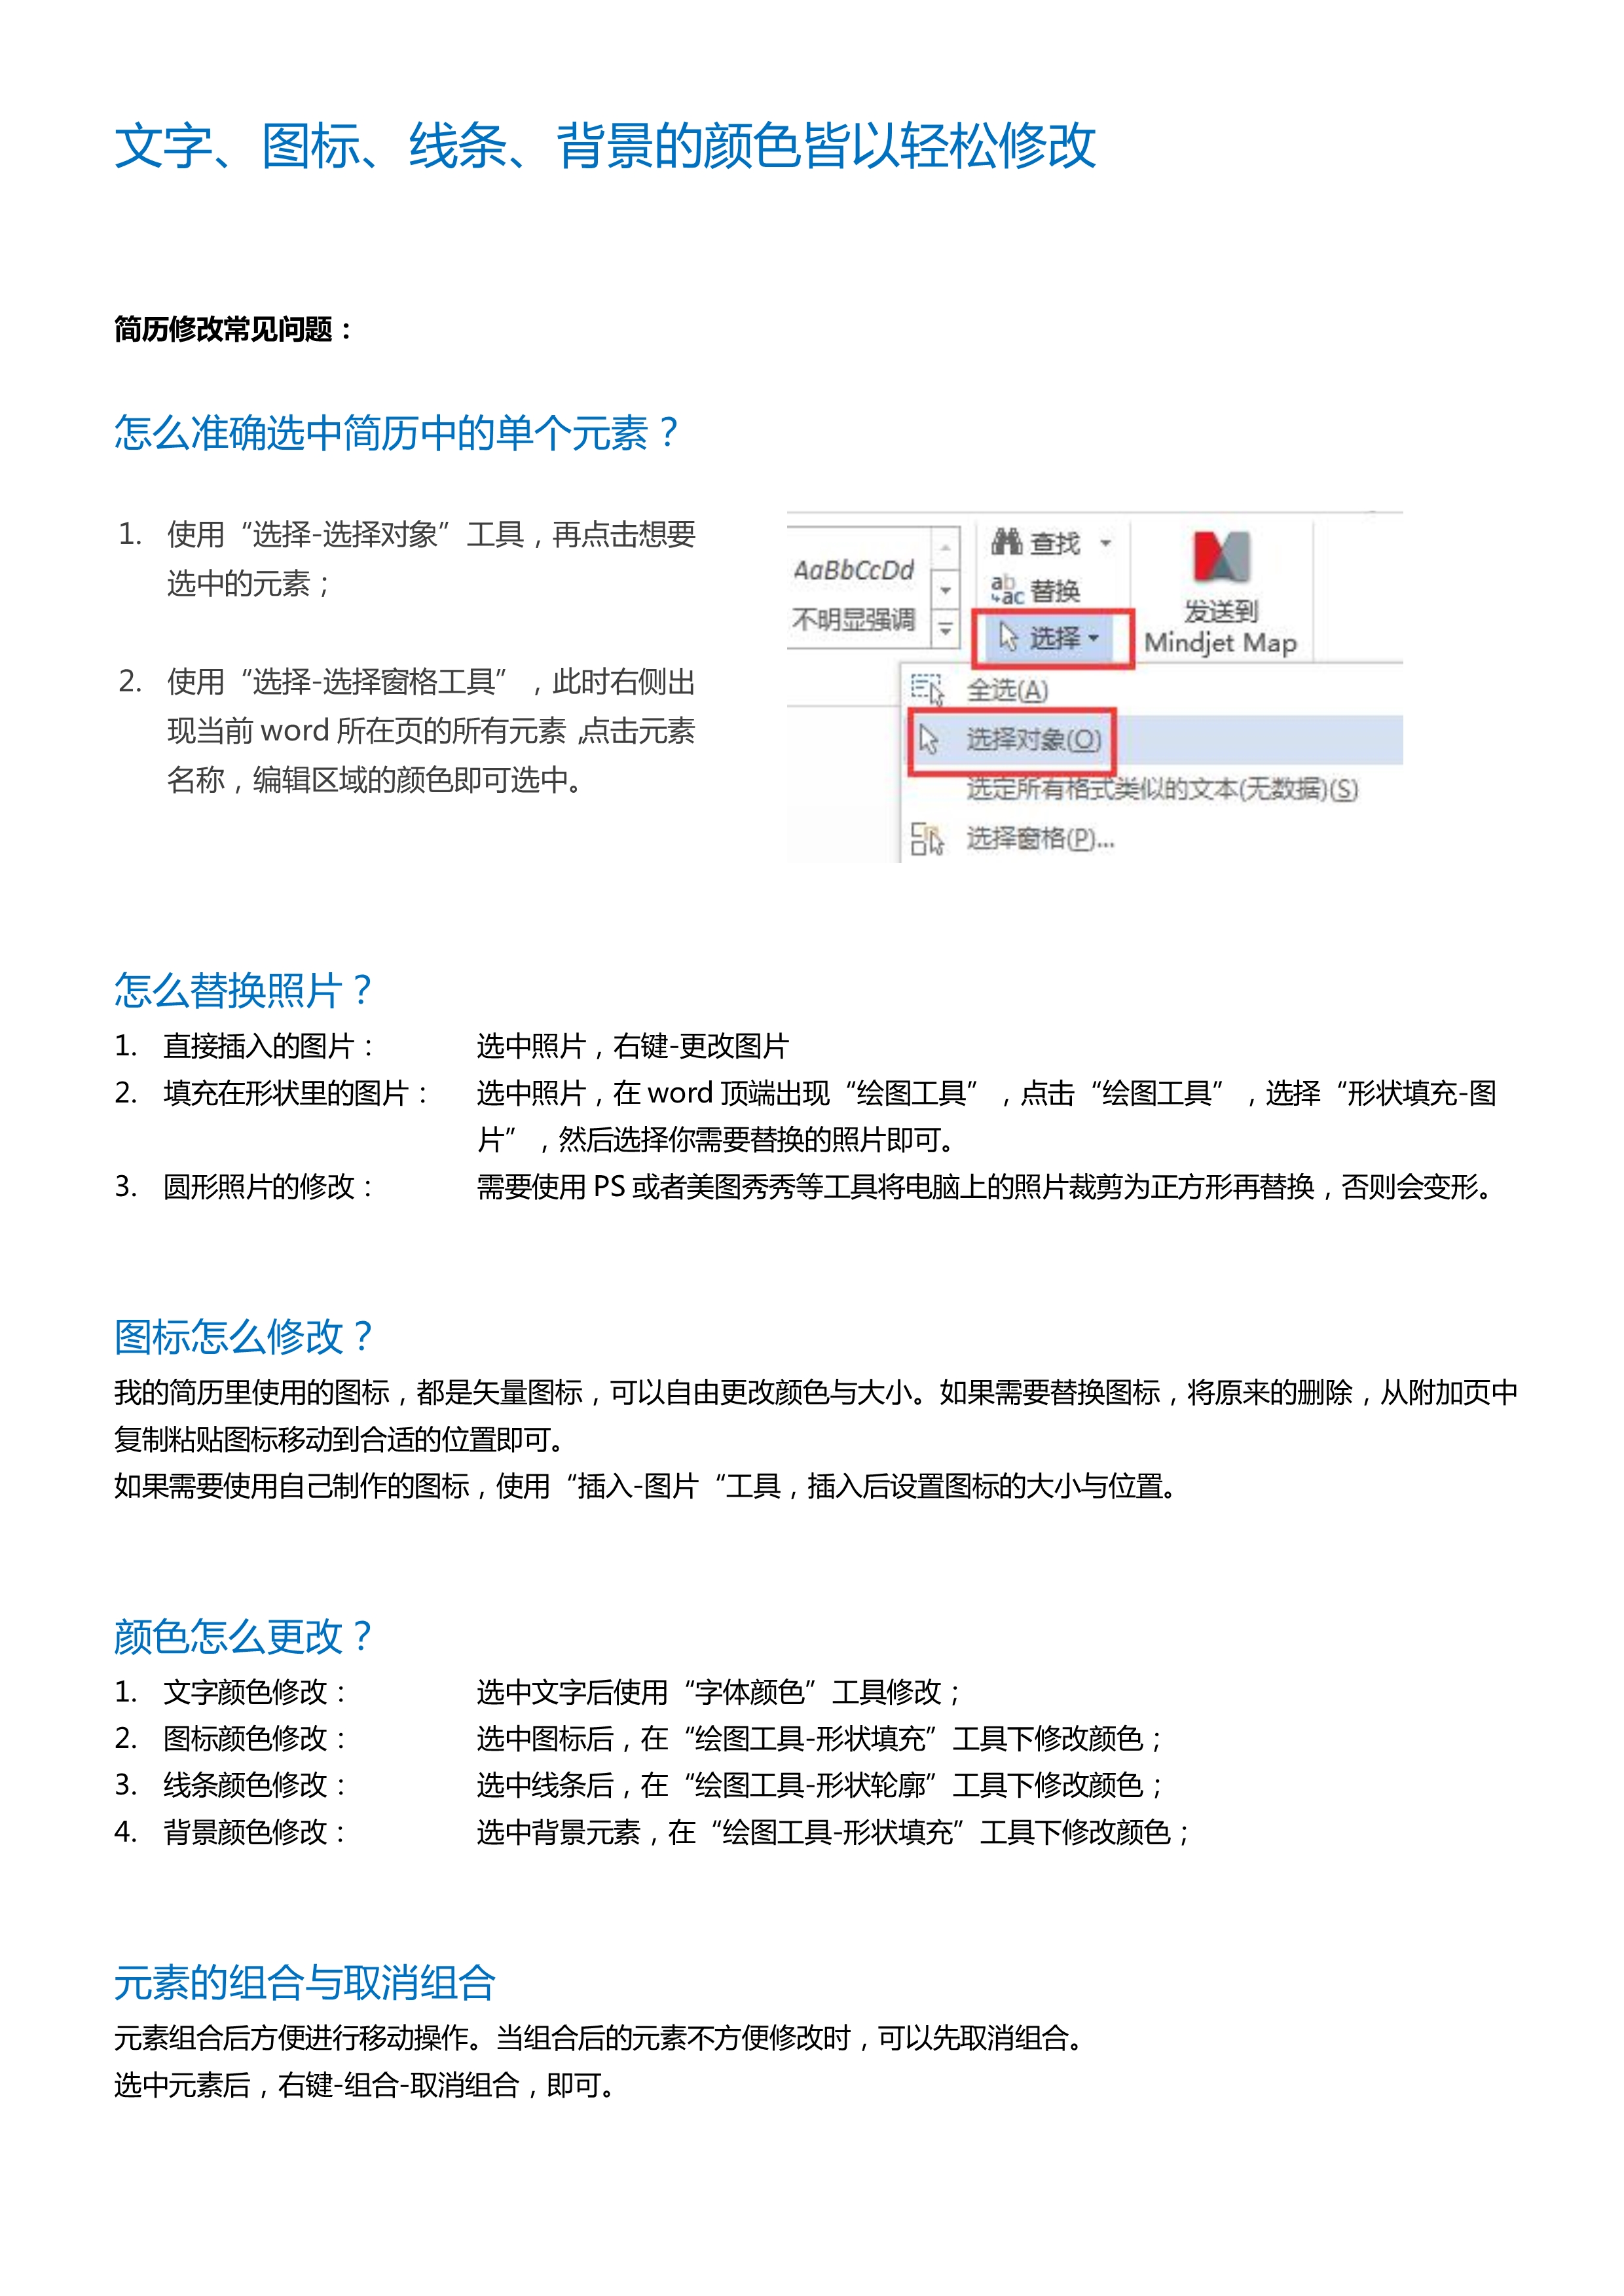 文字、图标、线条、背景的颜色皆以轻松修改
简历修改常见问题：
怎么准确选中简历中的单个元素？
1. 使用“选择-选择对象”工具，再点击想要
选中的元素；
2. 使用“选择-选择窗格工具”，此时右侧出
现当前 word 所在页的所有元素，点击元素
名称，编辑区域的颜色即可选中。
AaBbCcDd
不明显强调
查找
替换
选择
发送到
Mindjet Map
全选(A)
选择对象(O)
选定所有格式类似的文本(无数据)(S)
选择窗格(P)...
怎么替换照片？
1. 直接插入的图片： 选中照片，右键-更改图片
2. 填充在形状里的图片： 选中照片，在 word 顶端出现“绘图工具”，点击“绘图工具”，选择“形状填充-图
片”，然后选择你需要替换的照片即可。
3. 圆形照片的修改： 需要使用 PS 或者美图秀秀等工具将电脑上的照片裁剪为正方形再替换，否则会变形。
图标怎么修改？
我的简历里使用的图标，都是矢量图标，可以自由更改颜色与大小。如果需要替换图标，将原来的删除，从附加页中
复制粘贴图标移动到合适的位置即可。
如果需要使用自己制作的图标，使用“插入-图片“工具，插入后设置图标的大小与位置。
颜色怎么更改？
1. 文字颜色修改： 选中文字后使用“字体颜色”工具修改；
2. 图标颜色修改： 选中图标后，在“绘图工具-形状填充”工具下修改颜色；
3. 线条颜色修改： 选中线条后，在“绘图工具-形状轮廓”工具下修改颜色；
4. 背景颜色修改： 选中背景元素，在“绘图工具-形状填充”工具下修改颜色；
元素的组合与取消组合
元素组合后方便进行移动操作。当组合后的元素不方便修改时，可以先取消组合。
选中元素后，右键-组合-取消组合，即可。